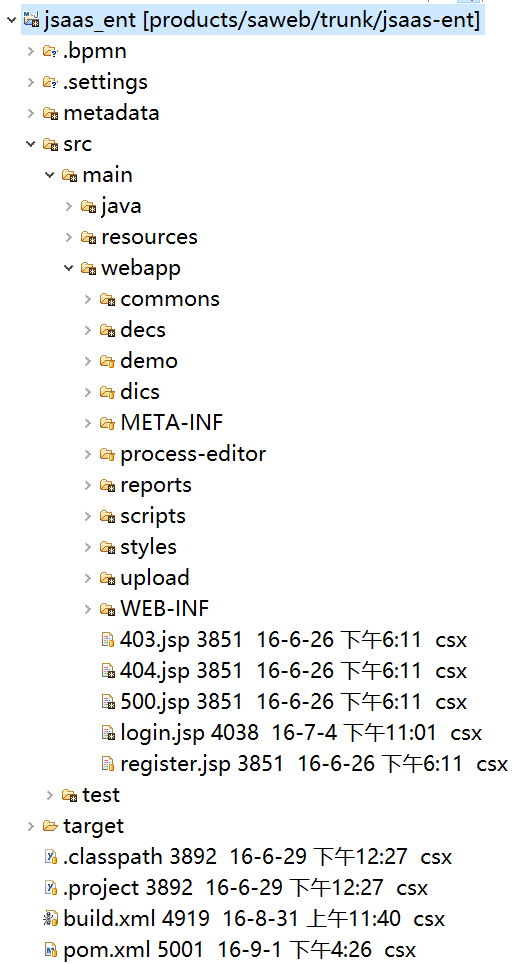 jsaas_ent [products/saweb/trunk/jsaas-ent]
.bpmn
.settings
metadata
src
main
java
resources
webapp
commons
decs
demo
dics
META-INF
process-editor
reports
scripts
styles
upload
WEB-INF
403.jsp 3851 16-6-26 下午6:11 csx
404.jsp 3851 16-6-26 下午6:11 csx
500.jsp 3851 16-6-26 下午6:11 csx
login.jsp 4038 16-7-4 下午11:01 csx
register.jsp 3851 16-6-26 下午6:11 csx
test
target
.classpath 3892 16-6-29 下午12:27 csx
.project 3892 16-6-29 下午12:27 csx
build.xml 4919 16-8-31 上午11:40 csx
pom.xml 5001 16-9-1 下午4:26 csx